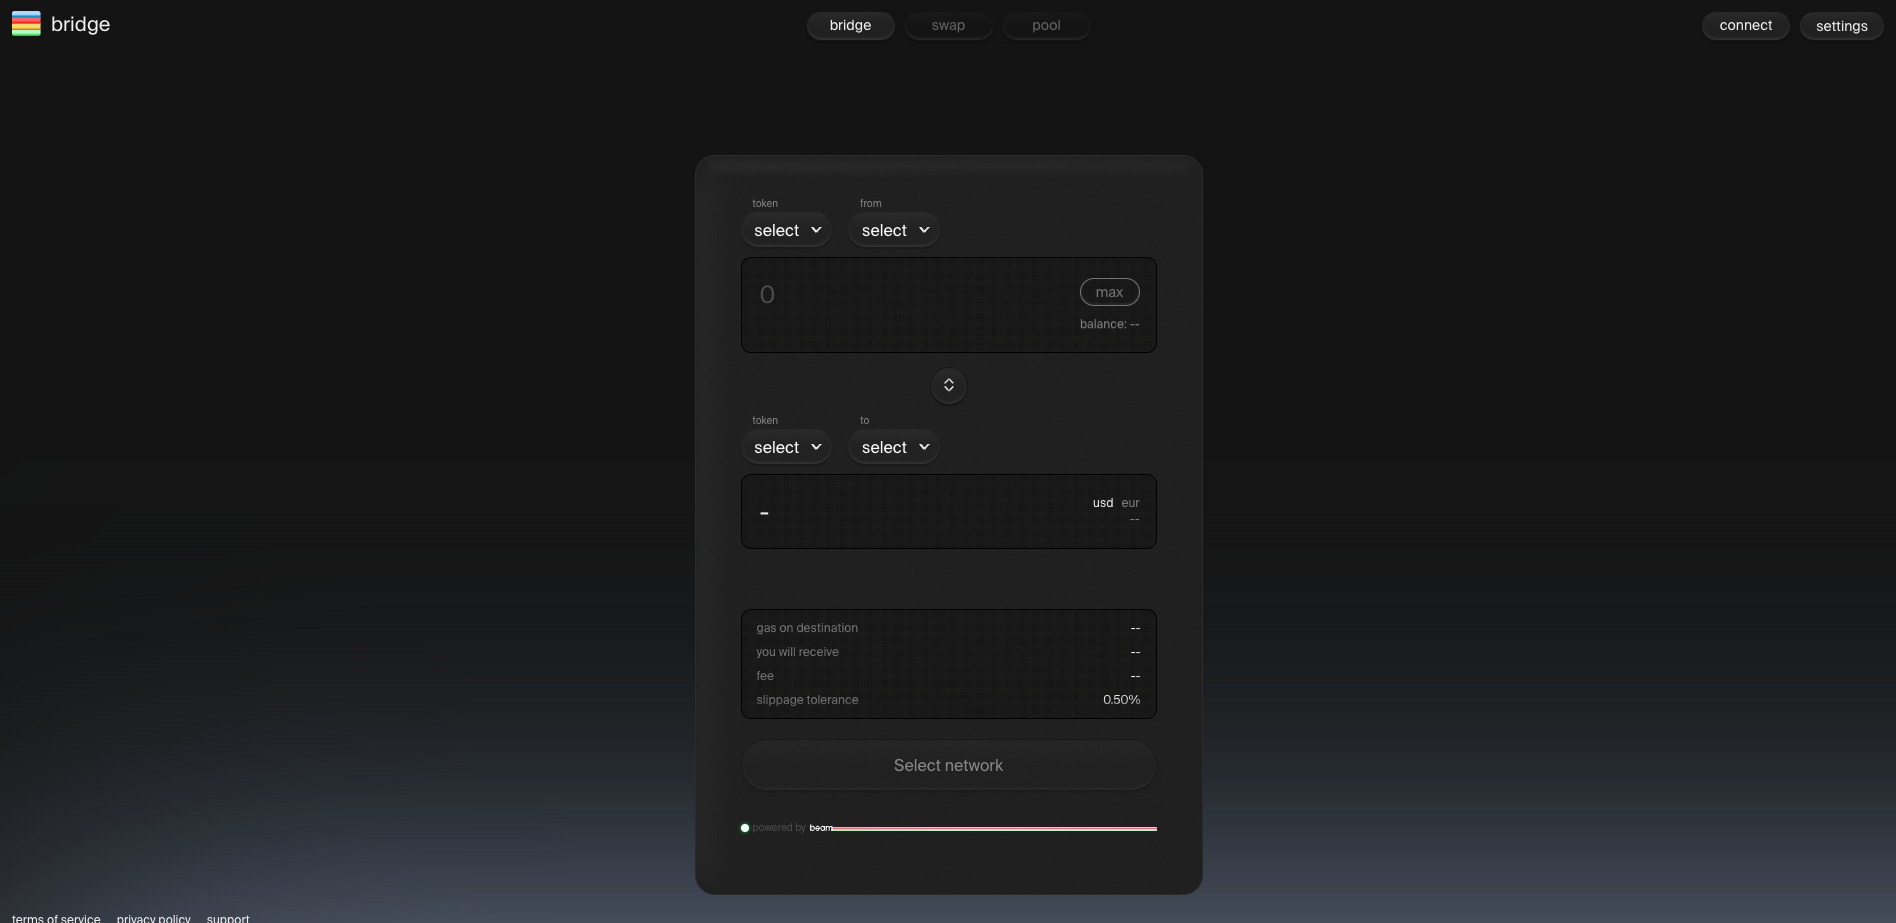 bridge
bridge swap pool
connect settings
token from
select select
0 max
balance: --
token to
select select
- usd eur
--
gas on destination --
you will receive --
fee --
slippage tolerance 0.50%
Select network
powered by beam
terms of service privacy policy support